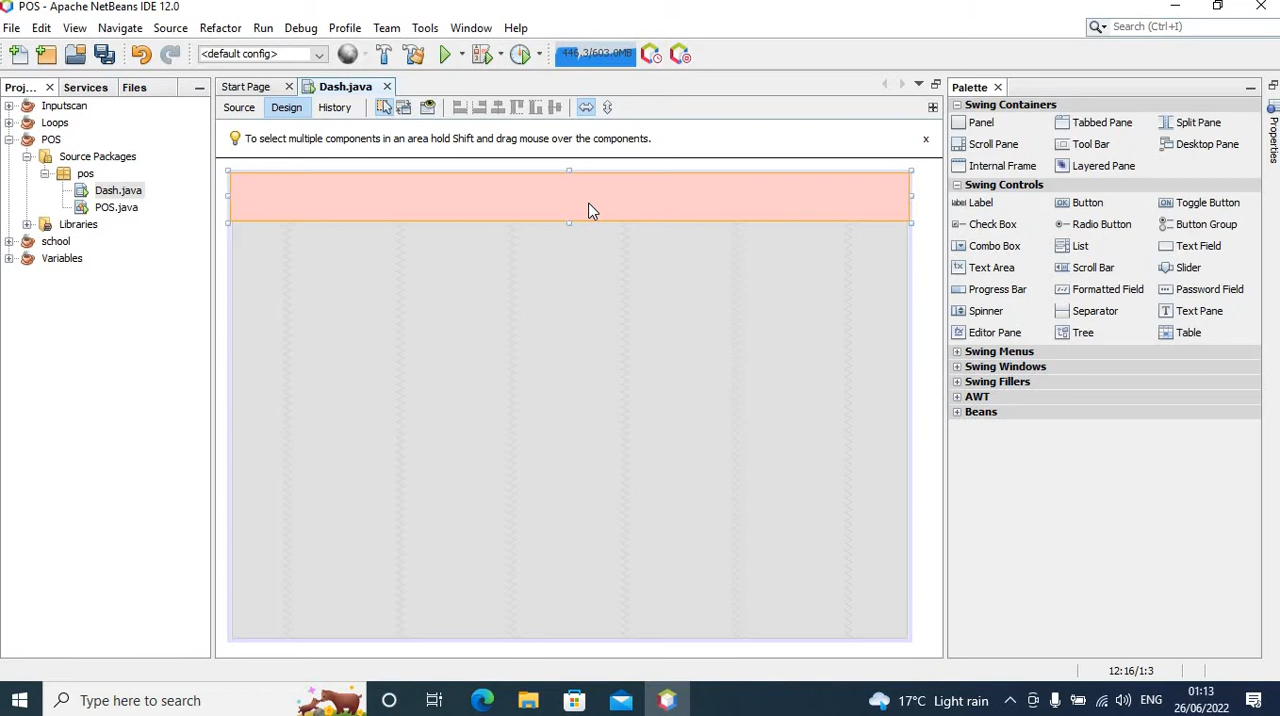 POS - Apache NetBeans IDE 12.0
File Edit View Navigate Source Refactor Run Debug Profile Team Tools Window Help
Search (Ctrl+I)
<default config>
446,3/603.0MB
Proj... Services Files
Start Page Dash.java
Palette
Inputscan
Loops
POS
Source Packages
pos
Dash.java
POS.java
Libraries
school
Variables
Source Design History
To select multiple components in an area hold Shift and drag mouse over the components.
x
Swing Containers
Panel Tabbed Pane Split Pane
Scroll Pane Tool Bar Desktop Pane
Internal Frame Layered Pane
Swing Controls
Label Button Toggle Button
Check Box Radio Button Button Group
Combo Box List Text Field
Text Area Scroll Bar Slider
Progress Bar Formatted Field Password Field
Spinner Separator Text Pane
Editor Pane Tree Table
Swing Menus
Swing Windows
Swing Fillers
AWT
Beans
Properties
12:16/1:3
Type here to search
17°C Light rain
ENG
01:13
26/06/2022